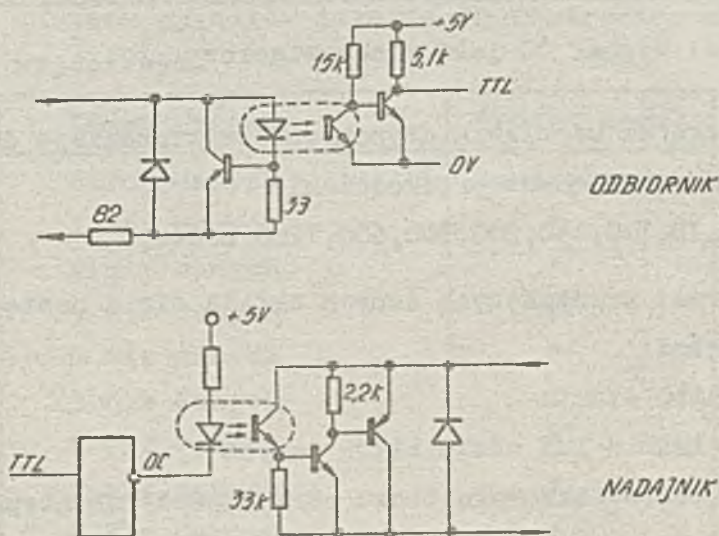 +5V
15k
5,1k
TTL
0V
ODBIORNIK
33
82
+5V
2,2k
TTL
OC
33k
NADAJNIK